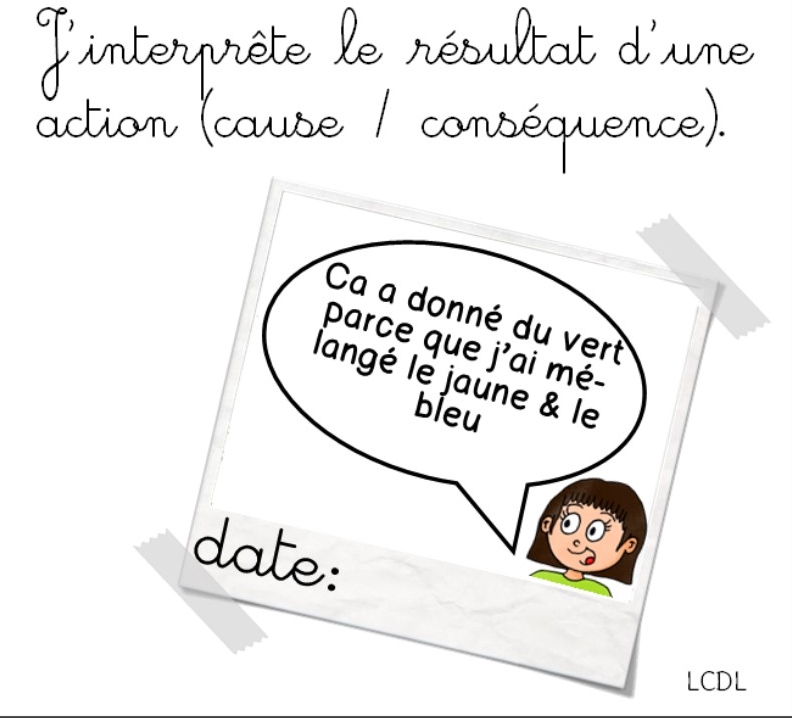 J'interprête le résultat d'une
action (cause / conséquence).
Ca a donné du vert
parce que j'ai mé-
langé le jaune & le
bleu
date:
LCDL